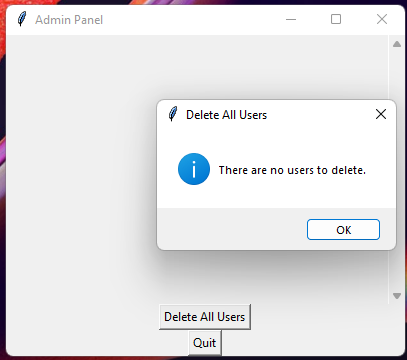 Admin Panel
Delete All Users
There are no users to delete.
OK
Delete All Users
Quit